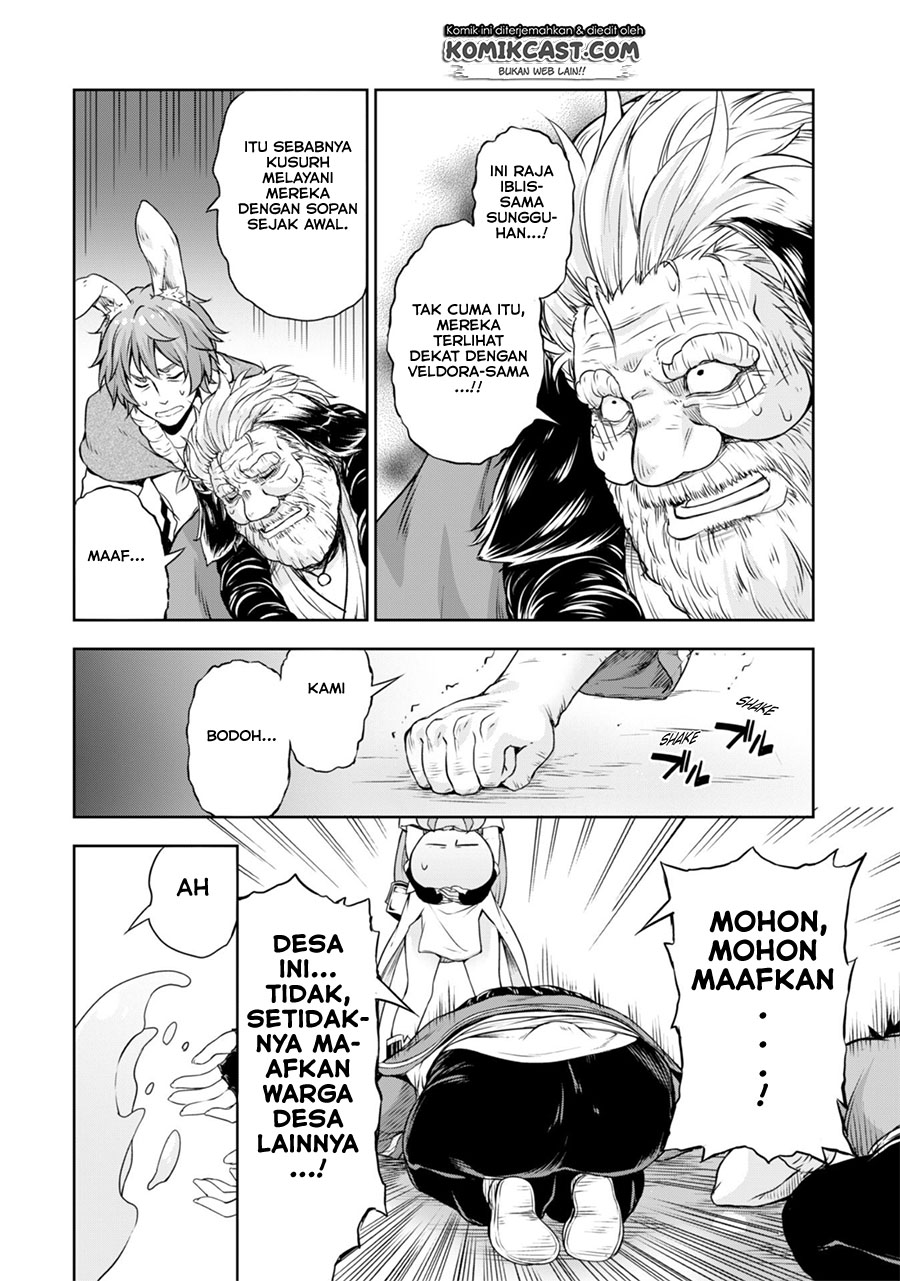 Komik ini diterjemahkan & diedit oleh
KOMIKCAST.COM
BUKAN WEB LAIN!!
INI RAJA
IBLIS-
SAMA
SUNGGU-
HAN...!
TAK CUMA ITU,
MEREKA
TERLIHAT
DEKAT DENGAN
VELDORA-SAMA
...!!
ITU SEBABNYA
KUSURH
MELAYANI
MEREKA
DENGAN SOPAN
SEJAK AWAL.
MAAF...
SHAKE
SHAKE
KAMI
BODOH...
MOHON,
MOHON
MAAFKAN
.
.
.
!
DESA
INI...
TIDAK,
SETIDAK-
NYA MA-
AFKAN
WARGA
DESA
LAINNYA
...!
AH